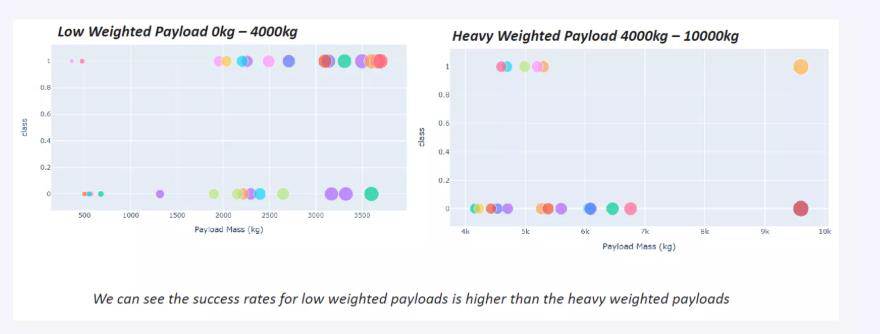 Low Weighted Payload 0kg – 4000kg
1
0.8
0.6
0.4
0.2
0
class
500 1000 1500 2000 2500 3000 3500
Payload Mass (kg)
Heavy Weighted Payload 4000kg – 10000kg
1
0.8
0.6
0.4
0.2
0
class
4k 5k 6k 7k 8k 9k 10k
Payload Mass (kg)
We can see the success rates for low weighted payloads is higher than the heavy weighted payloads